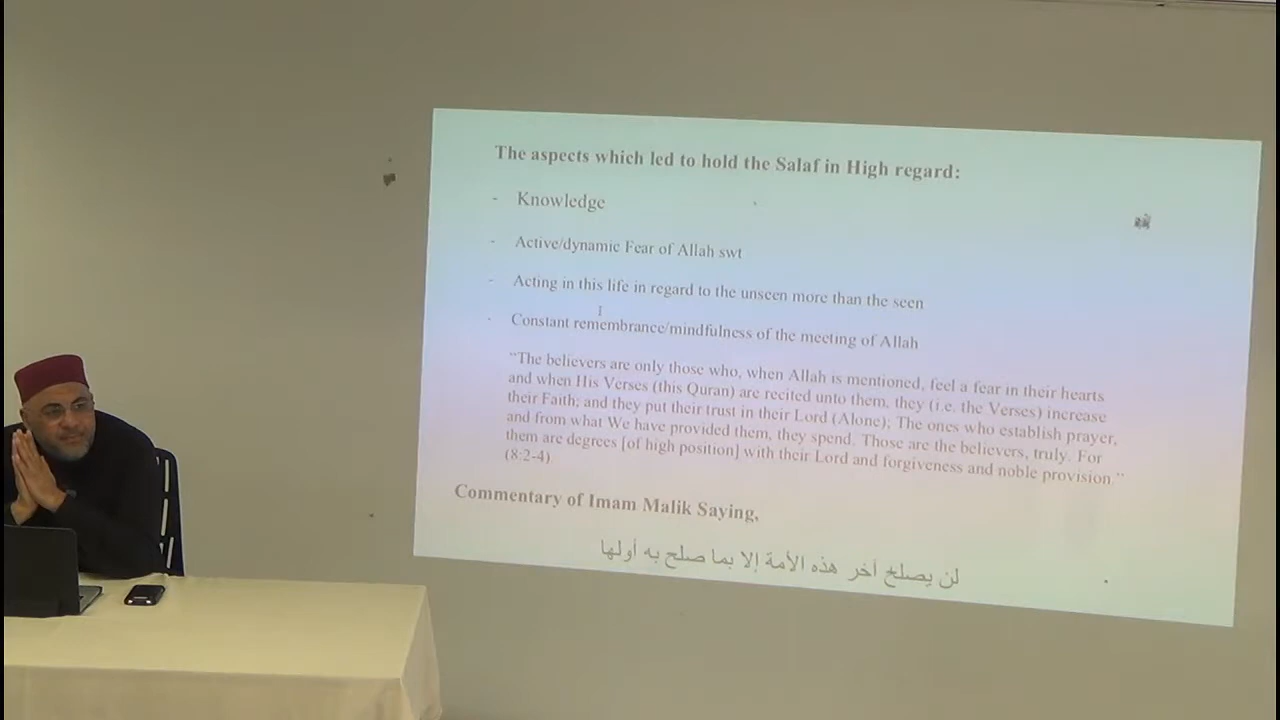 The aspects which led to hold the Salaf in High regard:
- Knowledge
- Active/dynamic Fear of Allah swt
- Acting in this life in regard to the unseen more than the seen
- Constant remembrance/mindfulness of the meeting of Allah
“The believers are only those who, when Allah is mentioned, feel a fear in their hearts
and when His Verses (this Quran) are recited unto them, they (i.e. the Verses) increase
their Faith; and they put their trust in their Lord (Alone); The ones who establish prayer,
and from what We have provided them, they spend. Those are the believers, truly. For
them are degrees [of high position] with their Lord and forgiveness and noble provision.”
(8:2-4)
Commentary of Imam Malik Saying,
لن يصلح أخر هذه الأمة إلا بما صلح به أولها